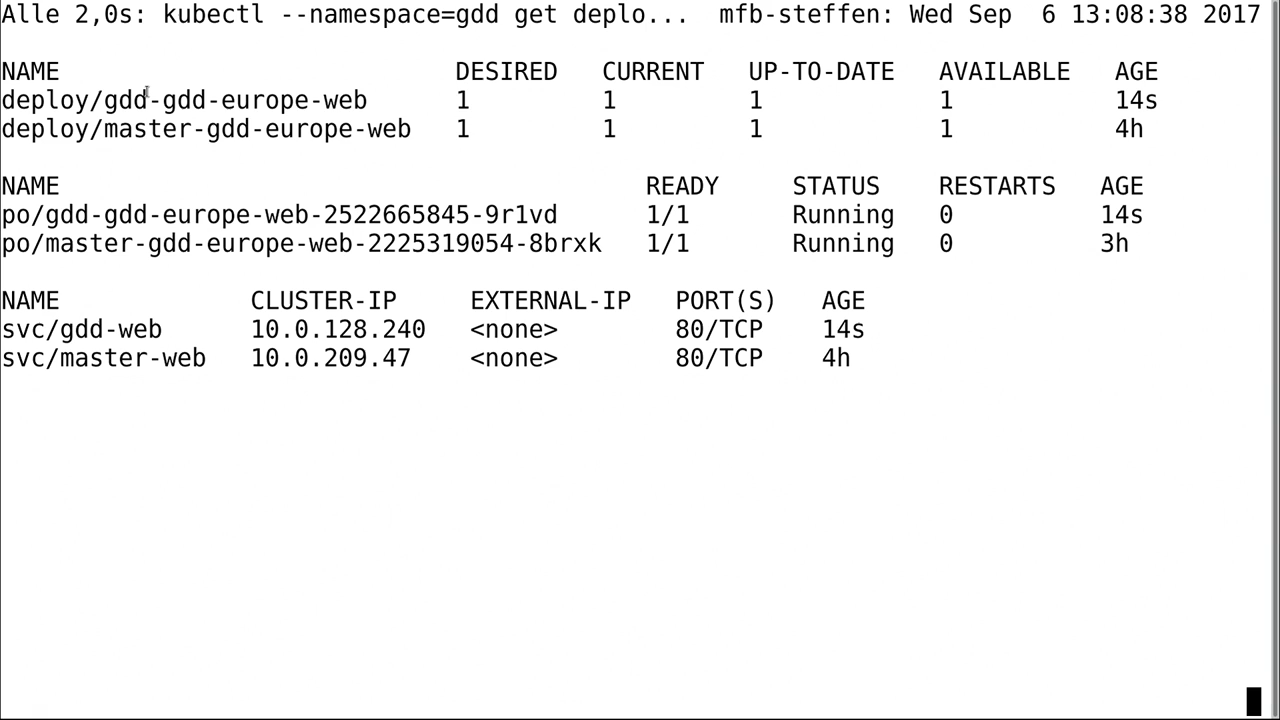 Alle 2,0s: kubectl --namespace=gdd get deplo...  mfb-steffen: Wed Sep  6 13:08:38 2017
NAME                           DESIRED   CURRENT   UP-TO-DATE   AVAILABLE   AGE
deploy/gdd-gdd-europe-web      1         1         1            1           14s
deploy/master-gdd-europe-web   1         1         1            1           4h
NAME                                        READY     STATUS    RESTARTS   AGE
po/gdd-gdd-europe-web-2522665845-9r1vd      1/1       Running   0          14s
po/master-gdd-europe-web-2225319054-8brxk   1/1       Running   0          3h
NAME             CLUSTER-IP     EXTERNAL-IP   PORT(S)   AGE
svc/gdd-web      10.0.128.240   <none>        80/TCP    14s
svc/master-web   10.0.209.47    <none>        80/TCP    4h